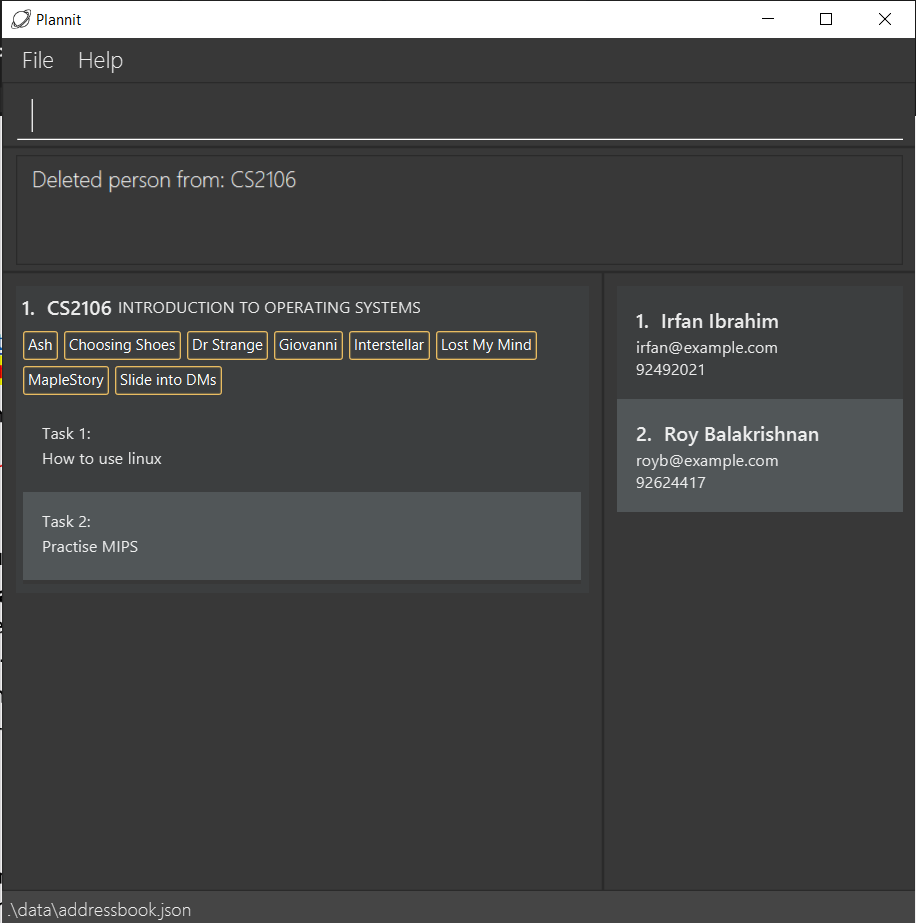 Plannit
File Help
Deleted person from: CS2106
1. CS2106 INTRODUCTION TO OPERATING SYSTEMS
Ash Choosing Shoes Dr Strange Giovanni Interstellar Lost My Mind
MapleStory Slide into DMs
Task 1:
How to use linux
Task 2:
Practise MIPS
1. Irfan Ibrahim
irfan@example.com
92492021
2. Roy Balakrishnan
royb@example.com
92624417
.\data\addressbook.json